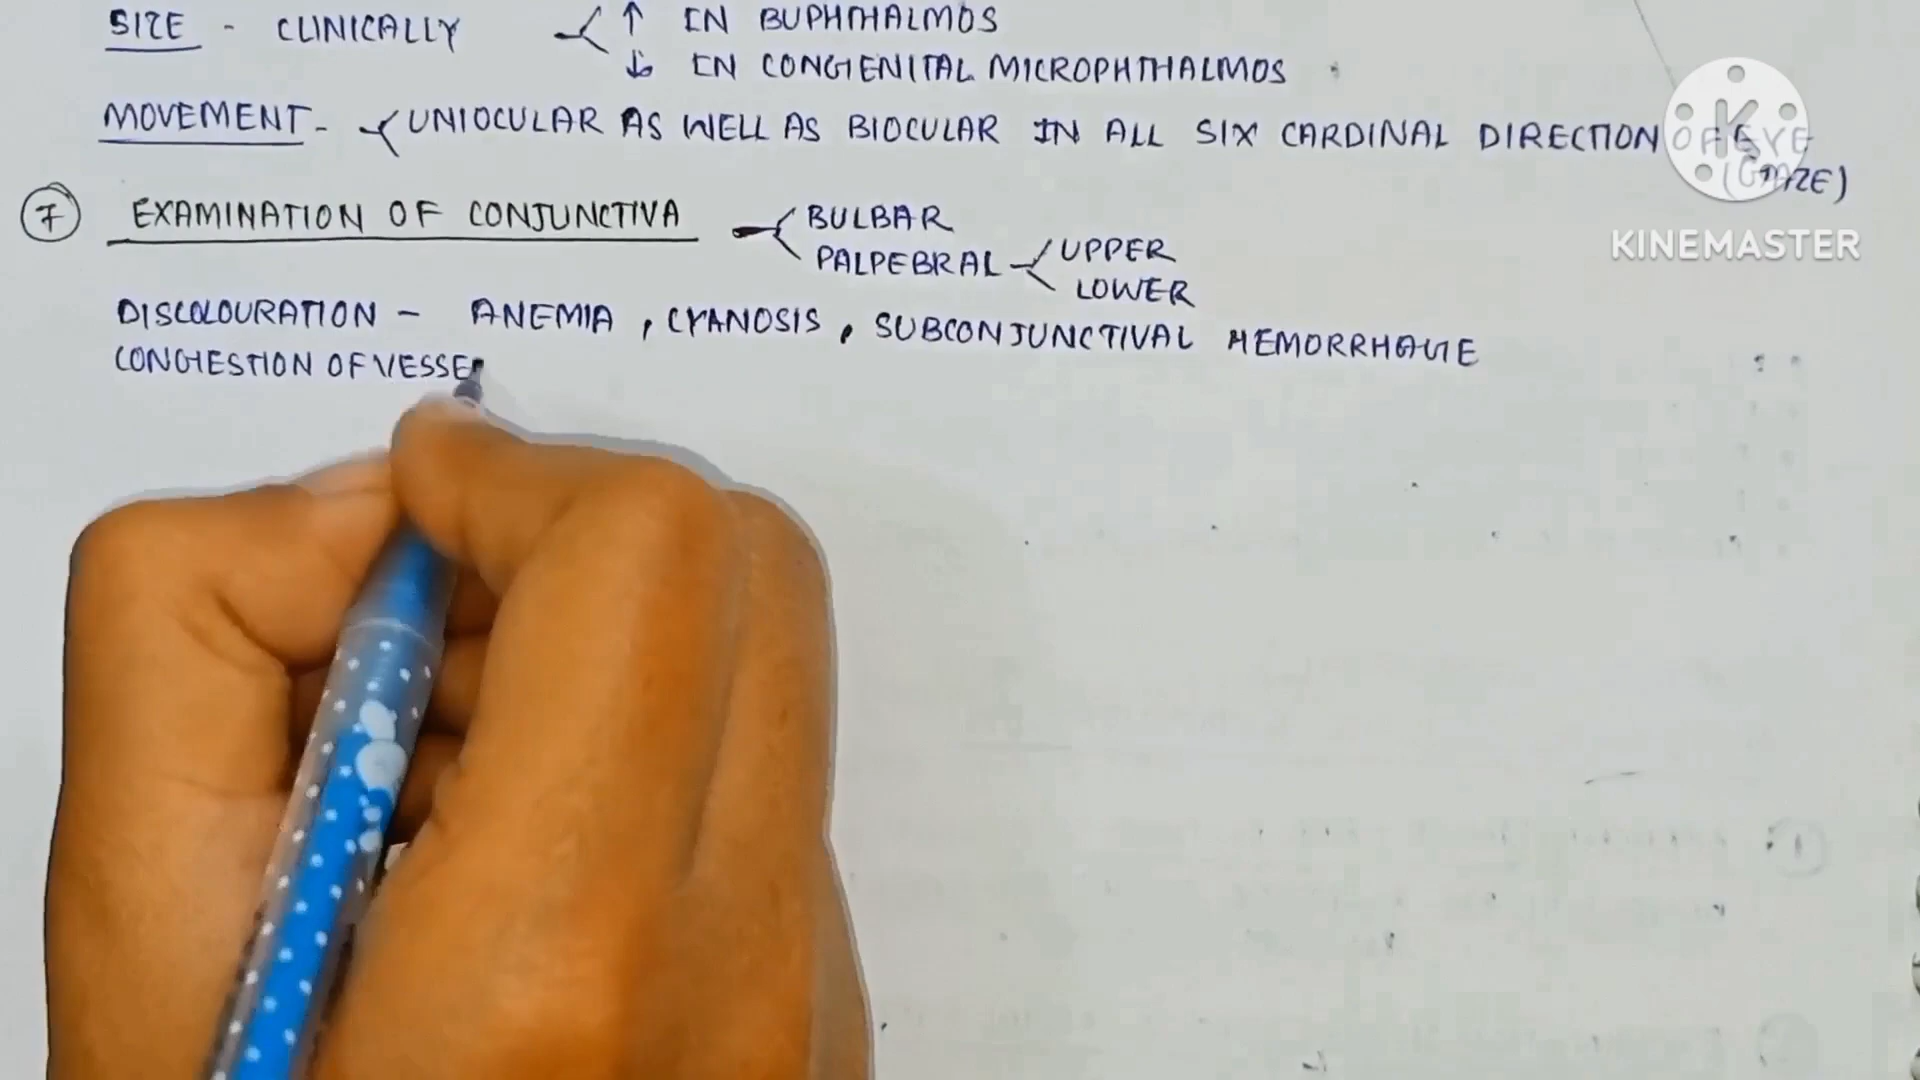 SIZE - CLINICALLY ↑ IN BUPHTHALMOS
↓ IN CONGENITAL MICROPHTHALMOS
MOVEMENT - UNIOCULAR AS WELL AS BIOCULAR IN ALL SIX CARDINAL DIRECTION OF EYE
(GAZE)
7 EXAMINATION OF CONJUNCTIVA - BULBAR
PALPEBRAL - UPPER
LOWER
DISCOLOURATION - ANEMIA, CYANOSIS, SUBCONJUNCTIVAL HEMORRHAGE
CONGESTION OF VESSE
K
KINEMASTER